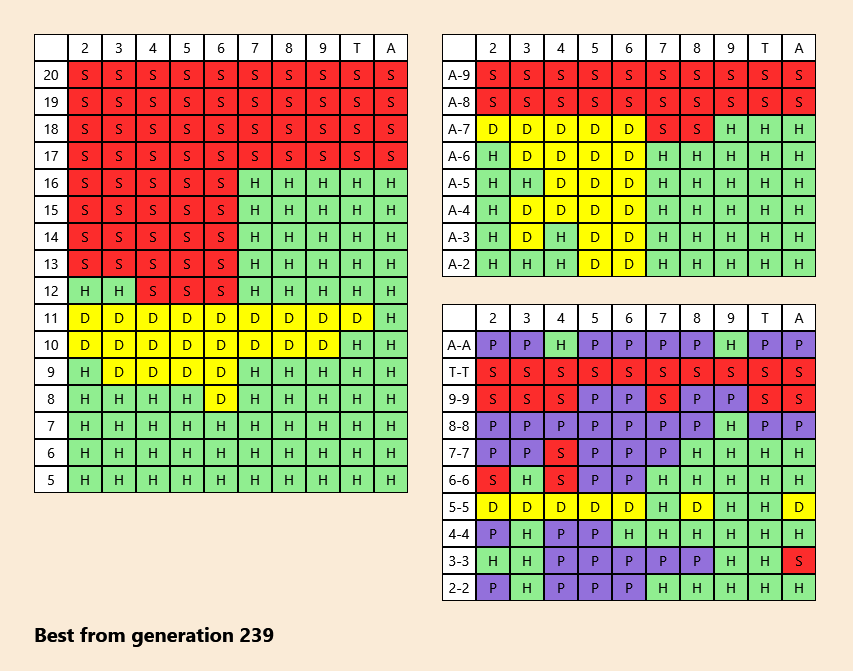 2 3 4 5 6 7 8 9 T A
20 S S S S S S S S S S
19 S S S S S S S S S S
18 S S S S S S S S S S
17 S S S S S S S S S S
16 S S S S S H H H H H
15 S S S S S H H H H H
14 S S S S S H H H H H
13 S S S S S H H H H H
12 H H S S S H H H H H
11 D D D D D D D D D H
10 D D D D D D D D H H
9 H D D D D H H H H H
8 H H H H D H H H H H
7 H H H H H H H H H H
6 H H H H H H H H H H
5 H H H H H H H H H H
2 3 4 5 6 7 8 9 T A
A-9 S S S S S S S S S S
A-8 S S S S S S S S S S
A-7 D D D D D S S H H H
A-6 H D D D D H H H H H
A-5 H H D D D H H H H H
A-4 H D D D D H H H H H
A-3 H D H D D H H H H H
A-2 H H H D D H H H H H
2 3 4 5 6 7 8 9 T A
A-A P P H P P P P H P P
T-T S S S S S S S S S S
9-9 S S S P P S P P S S
8-8 P P P P P P P H P P
7-7 P P S P P P H H H H
6-6 S H S P P H H H H H
5-5 D D D D D H D H H D
4-4 P H P P H H H H H H
3-3 H H P P P P P H H S
2-2 P H P P P H H H H H
Best from generation 239